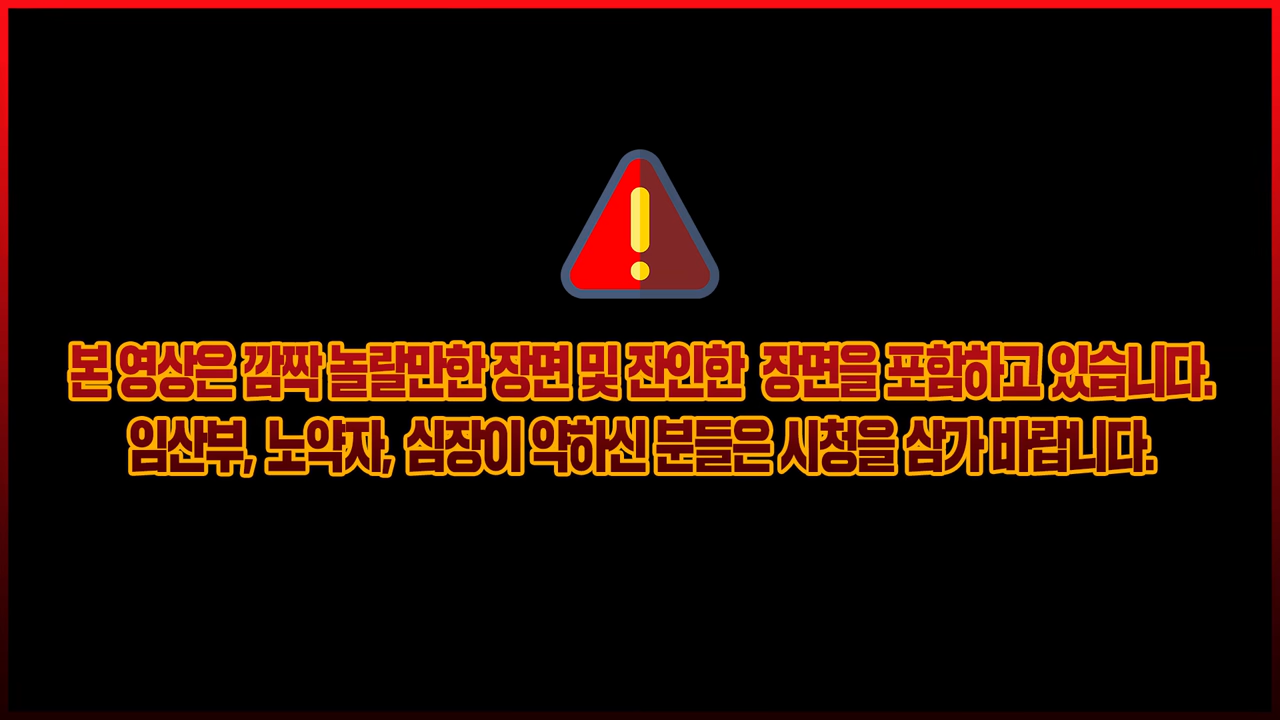 본 영상은 깜짝 놀랄만한 장면 및 잔인한 장면을 포함하고 있습니다.
임산부, 노약자, 심장이 약하신 분들은 시청을 삼가 바랍니다.